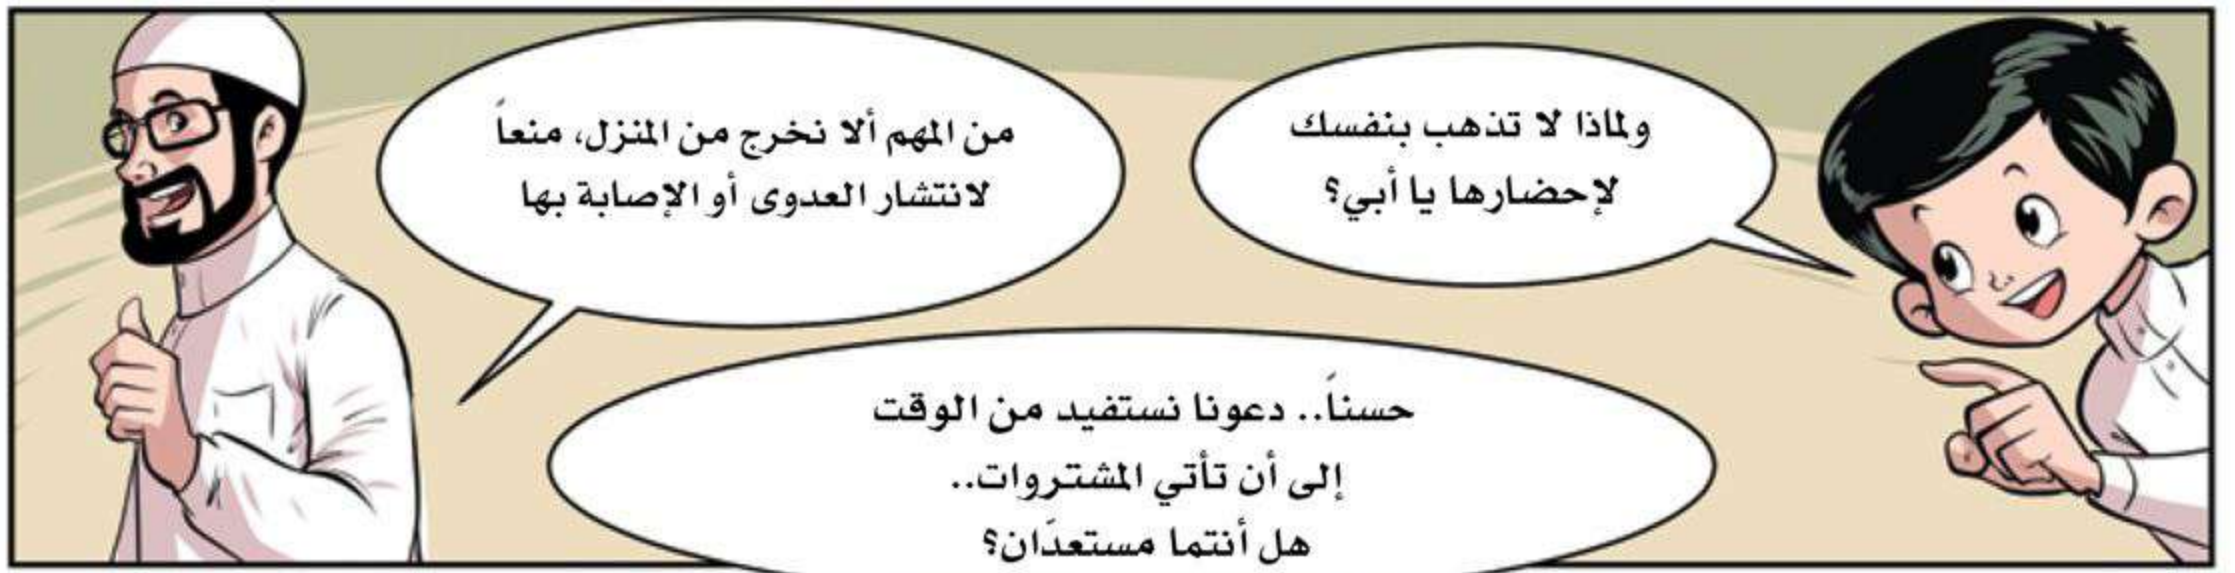 ولماذا لا تذهب بنفسك
لإحضارها يا أبي؟
من المهم ألا نخرج من المنزل، منعاً
لانتشار العدوى أو الإصابة بها
حسناً.. دعونا نستفيد من الوقت
إلى أن تأتي المشتروات..
هل أنتما مستعدَان؟